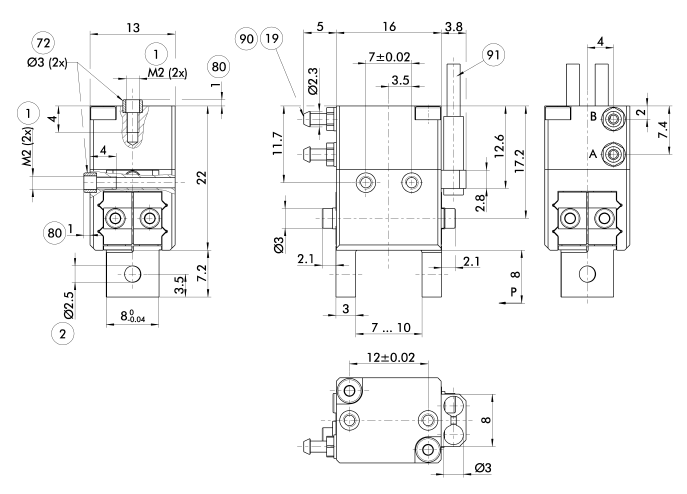 13
72
Ø3 (2x)
1
M2 (2x)
80
1
4
1
M2 (2x)
4
22
80
1
7.2
3.5
Ø2.5
2
8 0 -0.04
5
16
3.8
90
19
91
7±0.02
3.5
Ø2.3
11.7
12.6
17.2
2.8
Ø3
2.1
2.1
8
P
3
7 ... 10
4
B
A
2
7.4
12±0.02
8
Ø3